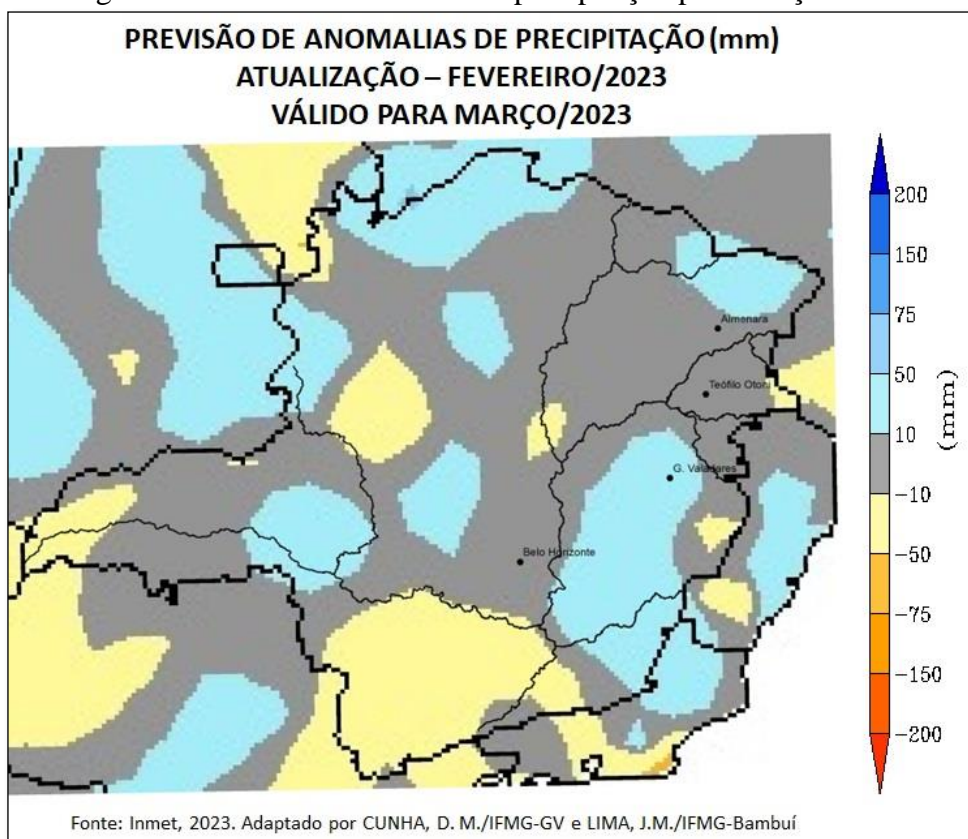 PREVISÃO DE ANOMALIAS DE PRECIPITAÇÃO (mm)
ATUALIZAÇÃO – FEVEREIRO/2023
VÁLIDO PARA MARÇO/2023
200
150
75
50
10
-10
-50
-75
-150
-200
(mm)
Almenara
Teófilo Otoni
G. Valadares
Belo Horizonte
Fonte: Inmet, 2023. Adaptado por CUNHA, D. M./IFMG-GV e LIMA, J.M./IFMG-Bambuí